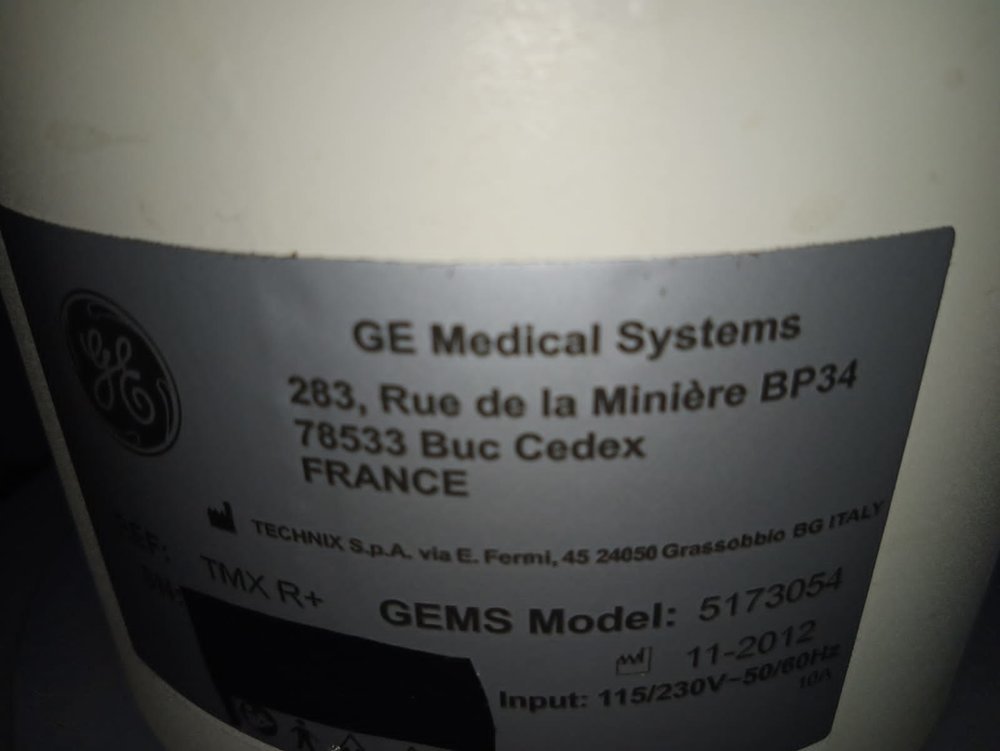 GE Medical Systems
283, Rue de la Minière BP34
78533 Buc Cedex
FRANCE
TECHNIX S.p.A. via E. Fermi, 45 24050 Grassobbio BG ITALY
REF: TMX R+
GEMS Model: 5173054
11-2012
Input: 115/230V~50/60Hz
10A